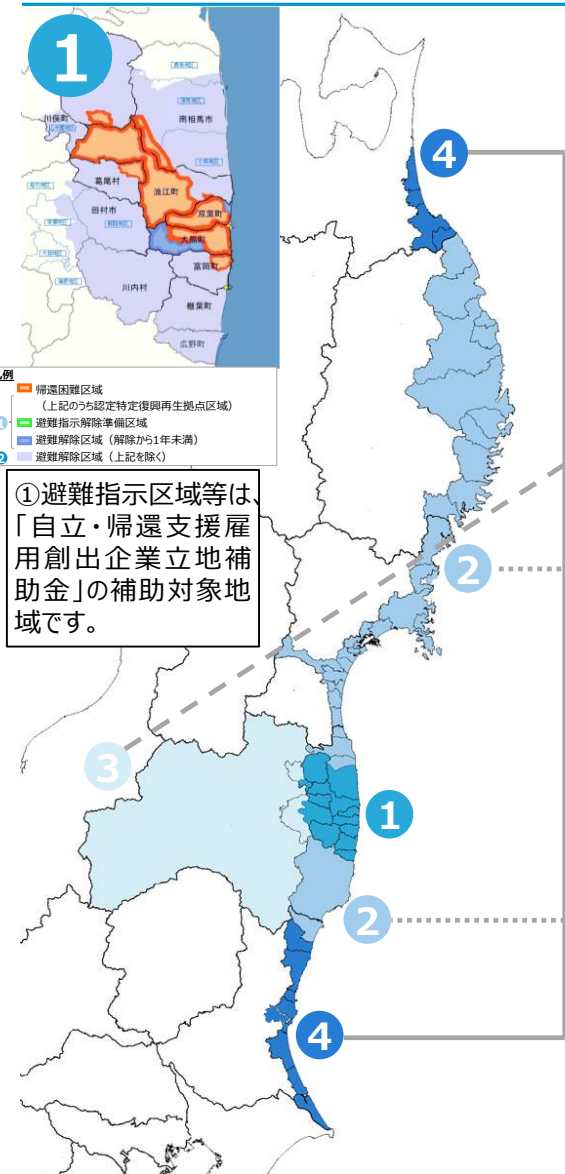 1
川俣町
南相馬市
葛尾村
浪江町
田村市
双葉町
大熊町
富岡町
川内村
楢葉町
広野町
凡例
帰還困難区域
(上記のうち認定特定復興再生拠点区域)
避難指示解除準備区域
避難解除区域(解除から1年未満)
避難解除区域(上記を除く)
①避難指示区域等は、
「自立・帰還支援雇
用創出企業立地補
助金」の補助対象地
域です。
4
2
3
1
2
4